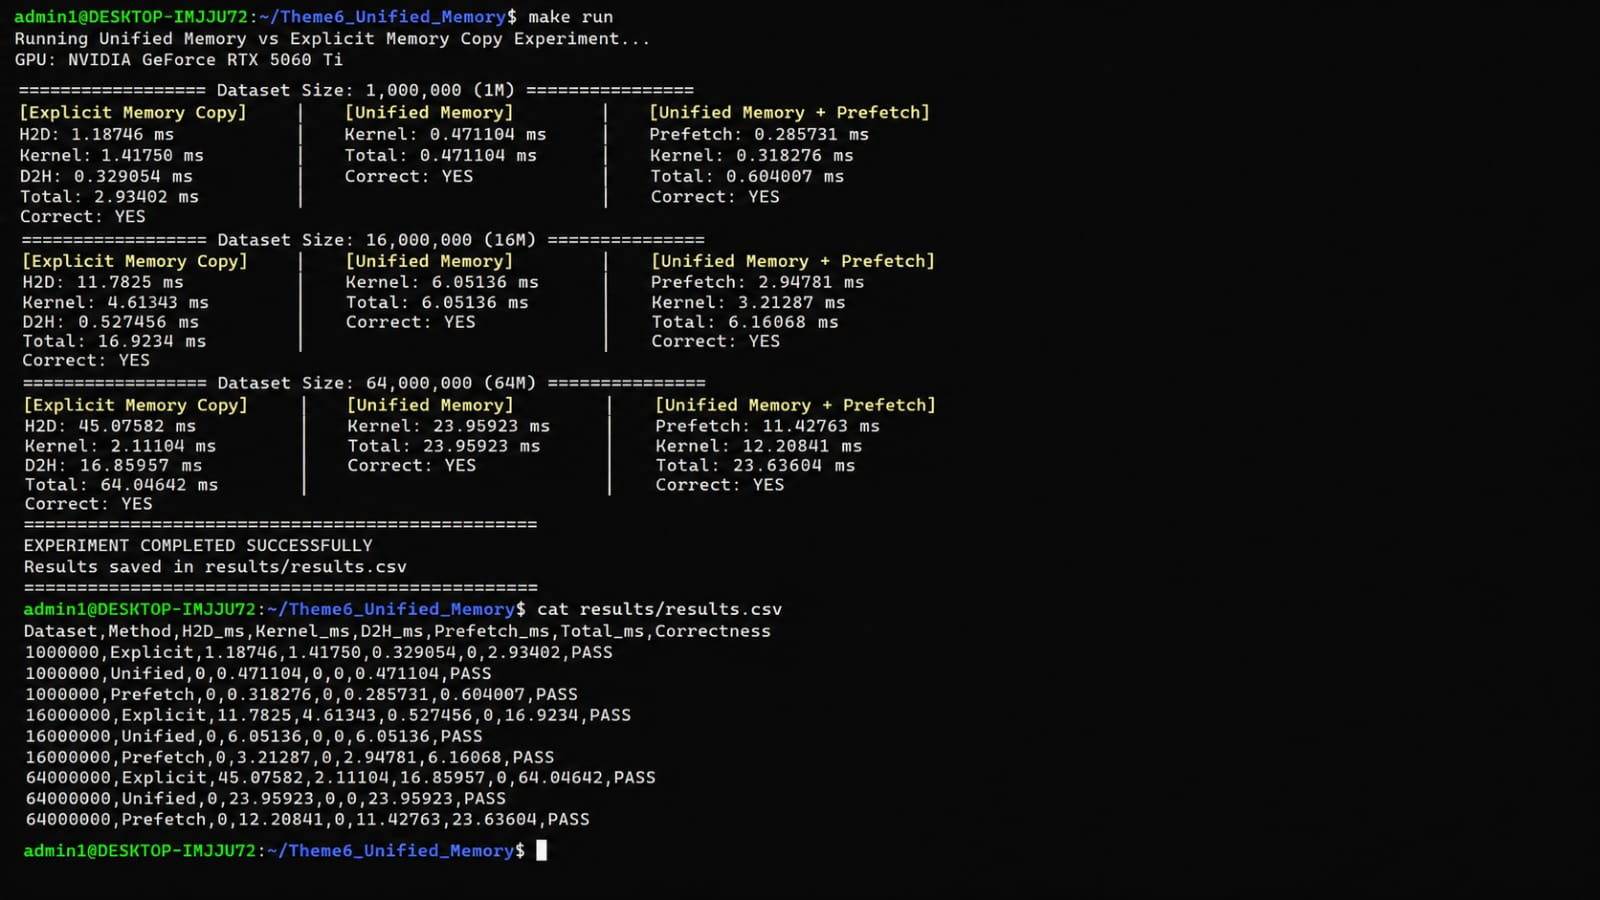 admin1@DESKTOP-IMJJU72:~/Theme6_Unified_Memory$ make run
Running Unified Memory vs Explicit Memory Copy Experiment...
GPU: NVIDIA GeForce RTX 5060 Ti
================== Dataset Size: 1,000,000 (1M) ================
[Explicit Memory Copy] | [Unified Memory] | [Unified Memory + Prefetch]
H2D: 1.18746 ms | Kernel: 0.471104 ms | Prefetch: 0.285731 ms
Kernel: 1.41750 ms | Total: 0.471104 ms | Kernel: 0.318276 ms
D2H: 0.329054 ms | Correct: YES | Total: 0.604007 ms
Total: 2.93402 ms | | Correct: YES
Correct: YES
================== Dataset Size: 16,000,000 (16M) ===============
[Explicit Memory Copy] | [Unified Memory] | [Unified Memory + Prefetch]
H2D: 11.7825 ms | Kernel: 6.05136 ms | Prefetch: 2.94781 ms
Kernel: 4.61343 ms | Total: 6.05136 ms | Kernel: 3.21287 ms
D2H: 0.527456 ms | Correct: YES | Total: 6.16068 ms
Total: 16.9234 ms | | Correct: YES
Correct: YES
================== Dataset Size: 64,000,000 (64M) ===============
[Explicit Memory Copy] | [Unified Memory] | [Unified Memory + Prefetch]
H2D: 45.07582 ms | Kernel: 23.95923 ms | Prefetch: 11.42763 ms
Kernel: 2.11104 ms | Total: 23.95923 ms | Kernel: 12.20841 ms
D2H: 16.85957 ms | Correct: YES | Total: 23.63604 ms
Total: 64.04642 ms | | Correct: YES
Correct: YES
=================================================
EXPERIMENT COMPLETED SUCCESSFULLY
Results saved in results/results.csv
=================================================
admin1@DESKTOP-IMJJU72:~/Theme6_Unified_Memory$ cat results/results.csv
Dataset,Method,H2D_ms,Kernel_ms,D2H_ms,Prefetch_ms,Total_ms,Correctness
1000000,Explicit,1.18746,1.41750,0.329054,0,2.93402,PASS
1000000,Unified,0,0.471104,0,0,0.471104,PASS
1000000,Prefetch,0,0.318276,0,0.285731,0.604007,PASS
16000000,Explicit,11.7825,4.61343,0.527456,0,16.9234,PASS
16000000,Unified,0,6.05136,0,0,6.05136,PASS
16000000,Prefetch,0,3.21287,0,2.94781,6.16068,PASS
64000000,Explicit,45.07582,2.11104,16.85957,0,64.04642,PASS
64000000,Unified,0,23.95923,0,0,23.95923,PASS
64000000,Prefetch,0,12.20841,0,11.42763,23.63604,PASS
admin1@DESKTOP-IMJJU72:~/Theme6_Unified_Memory$